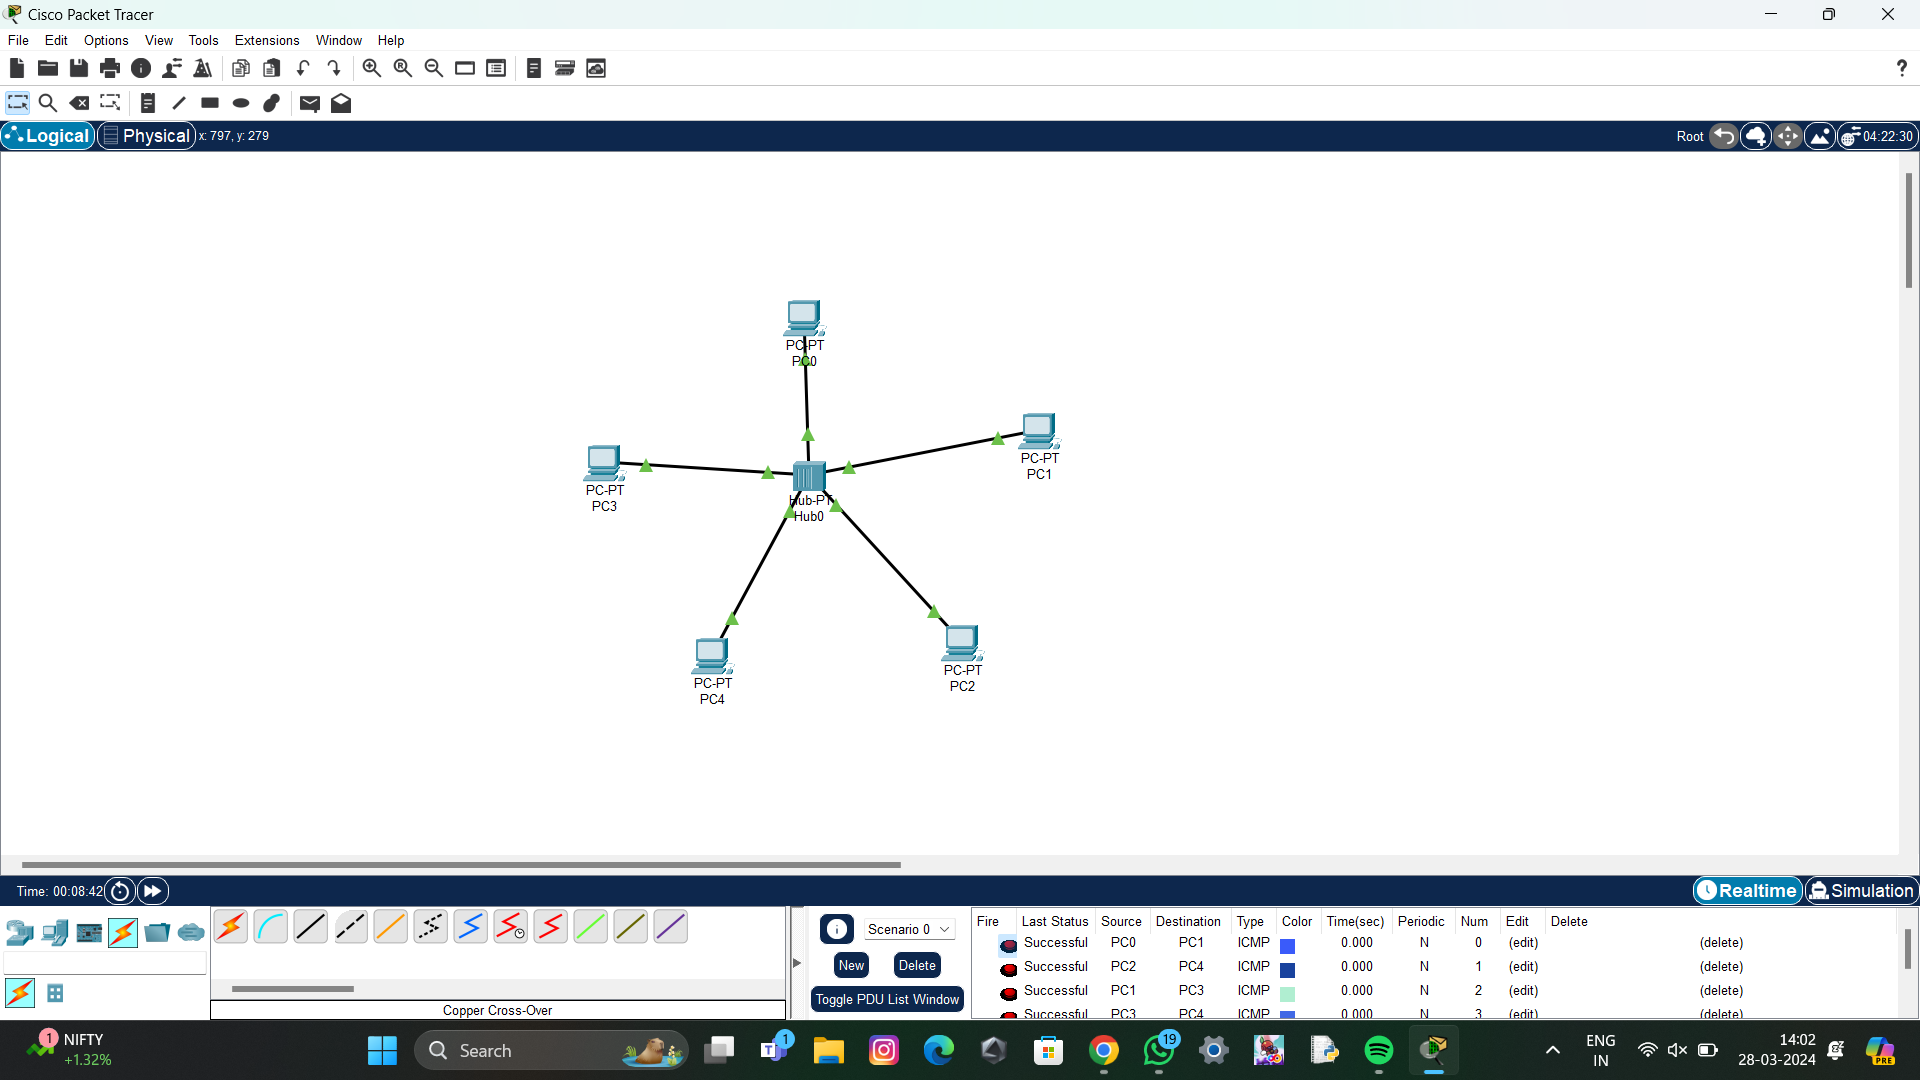 Cisco Packet Tracer
File Edit Options View Tools Extensions Window Help
Logical Physical x: 797, y: 279 Root 04:22:30
PC-PT
PC0
PC-PT
PC1
PC-PT
PC3
Hub-PT
Hub0
PC-PT
PC2
PC-PT
PC4
Time: 00:08:42 Realtime Simulation
Copper Cross-Over
Scenario 0
New Delete
Toggle PDU List Window
Fire Last Status Source Destination Type Color Time(sec) Periodic Num Edit Delete
Successful PC0 PC1 ICMP 0.000 N 0 (edit) (delete)
Successful PC2 PC4 ICMP 0.000 N 1 (edit) (delete)
Successful PC1 PC3 ICMP 0.000 N 2 (edit) (delete)
Successful PC3 PC4 ICMP 0.000 N 3 (edit) (delete)
1 NIFTY
+1.32%
Search
1
19
ENG
IN
14:02
28-03-2024
PRE